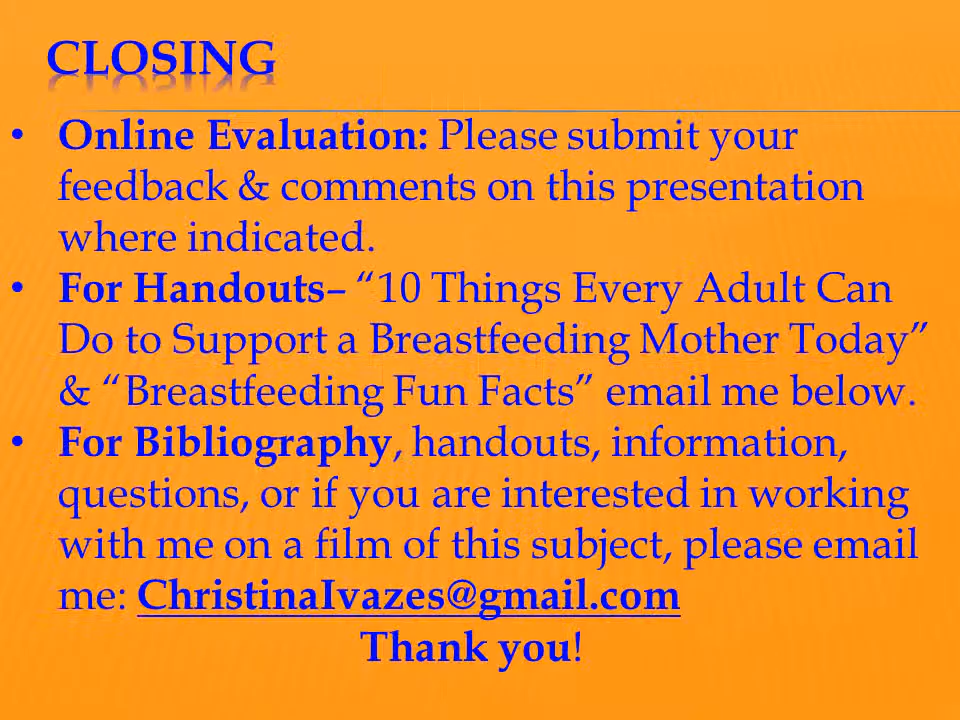 CLOSING
• Online Evaluation: Please submit your
feedback & comments on this presentation
where indicated.
• For Handouts– “10 Things Every Adult Can
Do to Support a Breastfeeding Mother Today”
& “Breastfeeding Fun Facts” email me below.
• For Bibliography, handouts, information,
questions, or if you are interested in working
with me on a film of this subject, please email
me: ChristinaIvazes@gmail.com
Thank you!